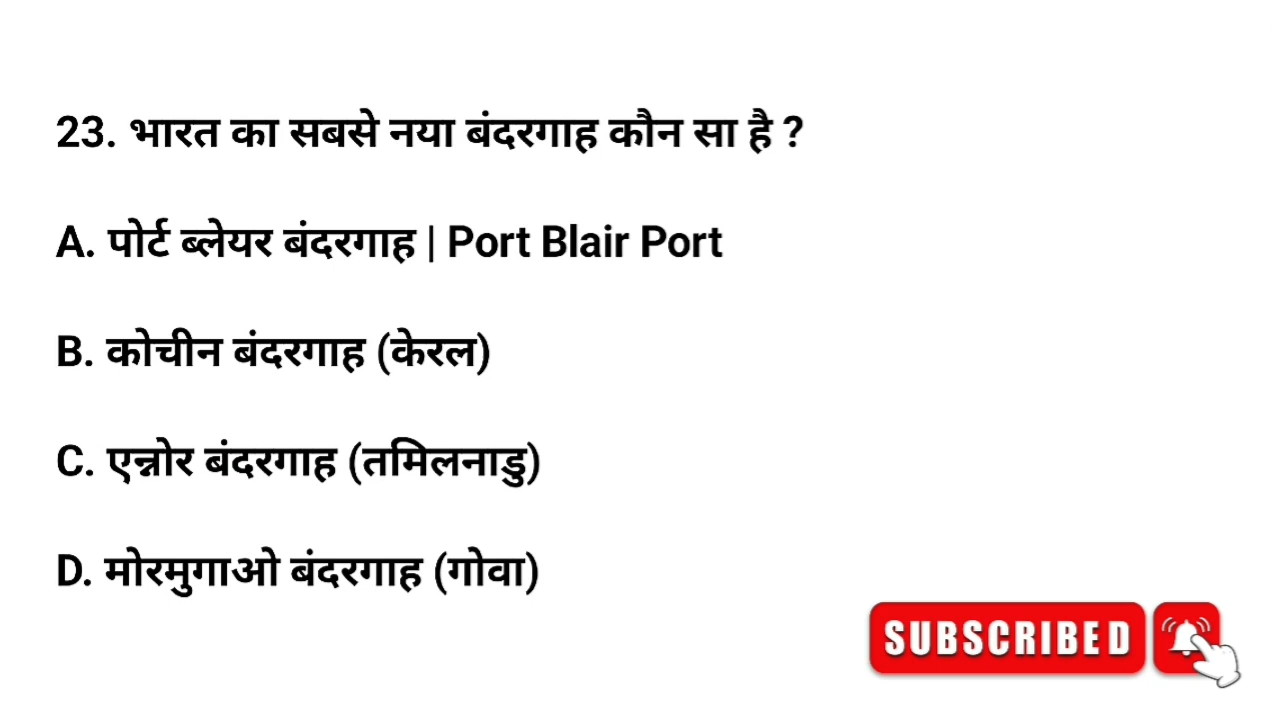 23. भारत का सबसे नया बंदरगाह कौन सा है ?
A. पोर्ट ब्लेयर बंदरगाह | Port Blair Port
B. कोचीन बंदरगाह (केरल)
C. एन्नोर बंदरगाह (तमिलनाडु)
D. मोरमुगाओ बंदरगाह (गोवा)
SUBSCRIBED